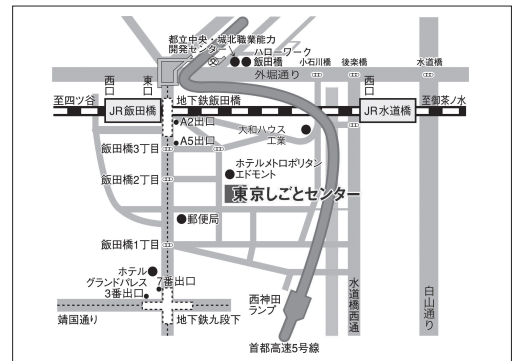 都立中央・城北職業能力
開発センター
ハローワーク
飯田橋
小石川橋
後楽橋
水道橋
外堀通り
西口
東口
西口
至四ツ谷
JR飯田橋
地下鉄飯田橋
JR水道橋
至御茶ノ水
A2出口
大和ハウス
工業
A5出口
飯田橋3丁目
ホテルメトロポリタン
エドモント
飯田橋2丁目
東京しごとセンター
郵便局
飯田橋1丁目
ホテル
グランドパレス
7番出口
3番出口
西神田
ランプ
水道橋西通
白山通り
靖国通り
地下鉄九段下
首都高速5号線